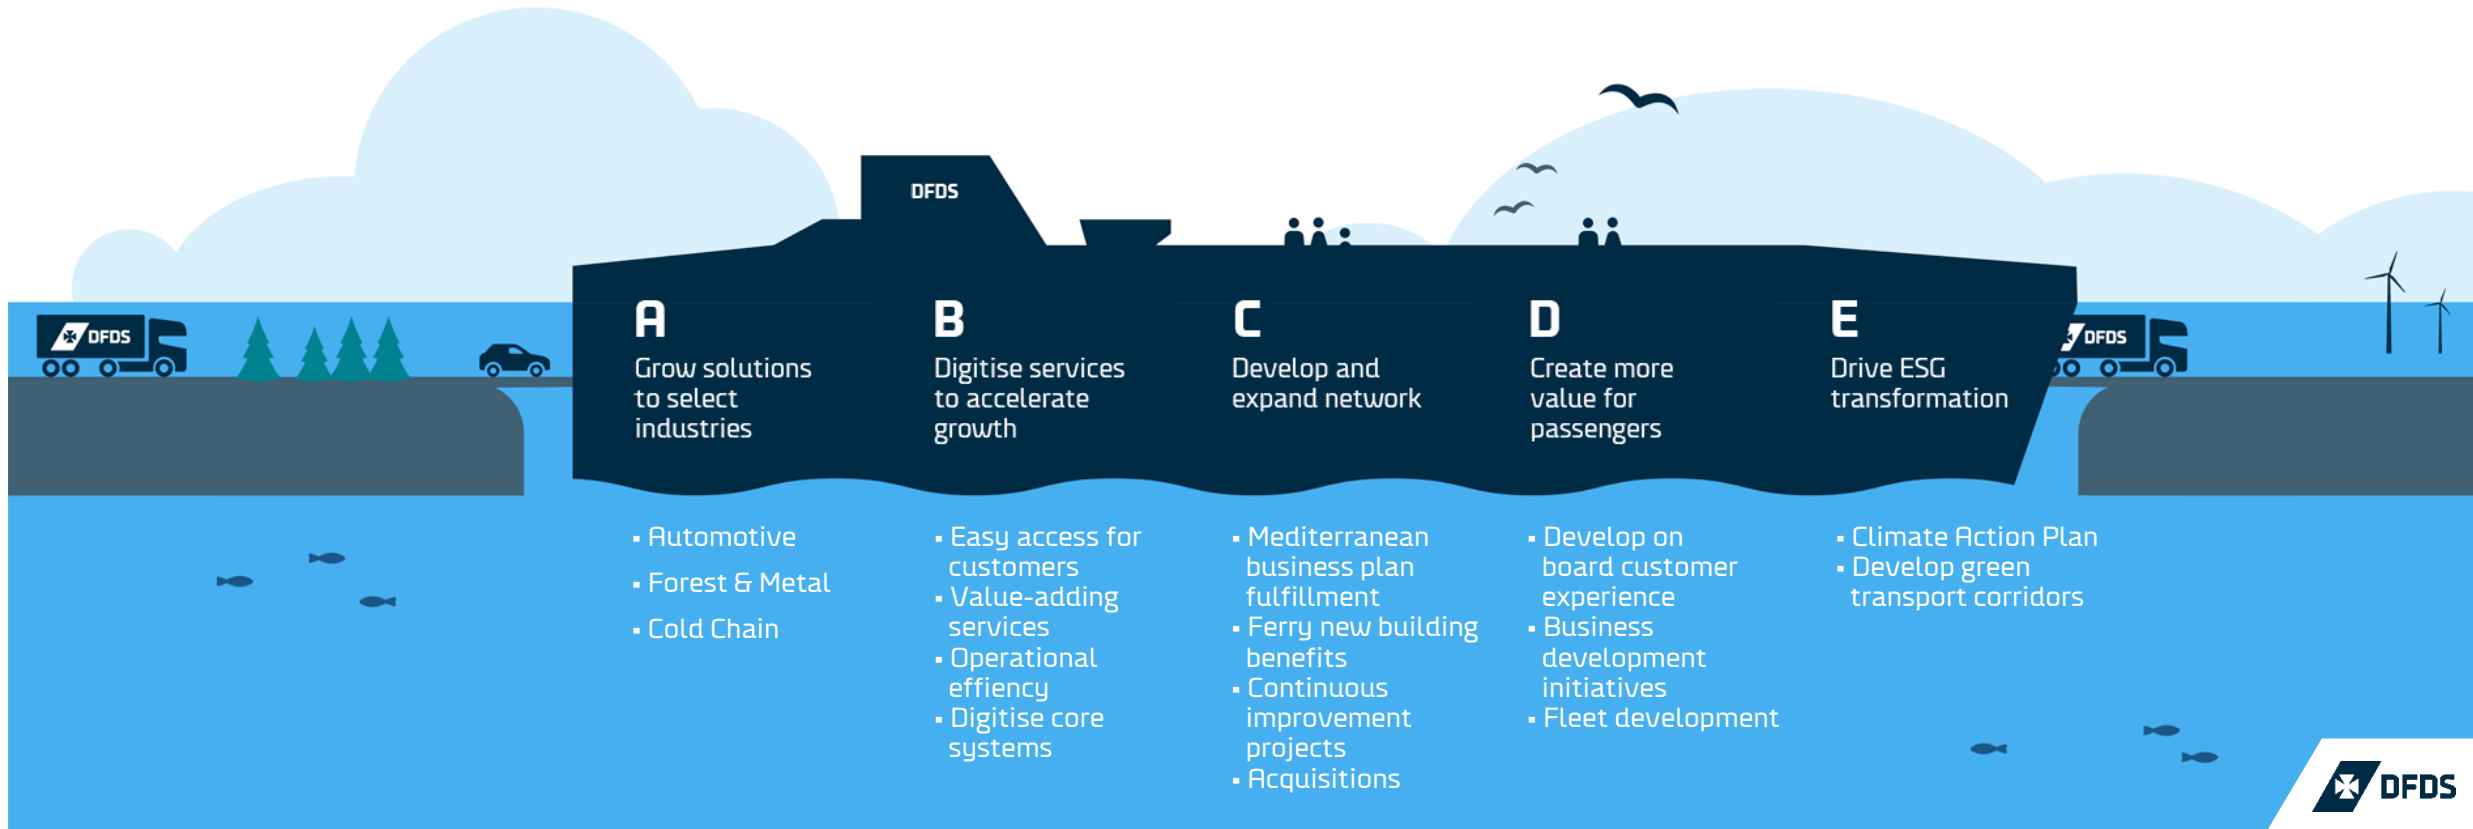 DFDS
DFDS
DFDS
A
Grow solutions
to select
industries
▪ Automotive
▪ Forest & Metal
▪ Cold Chain
B
Digitise services
to accelerate
growth
▪ Easy access for
customers
▪ Value-adding
services
▪ Operational
effiency
▪ Digitise core
systems
C
Develop and
expand network
▪ Mediterranean
business plan
fulfillment
▪ Ferry new building
benefits
▪ Continuous
improvement
projects
▪ Acquisitions
D
Create more
value for
passengers
▪ Develop on
board customer
experience
▪ Business
development
initiatives
▪ Fleet development
E
Drive ESG
transformation
▪ Climate Action Plan
▪ Develop green
transport corridors
DFDS